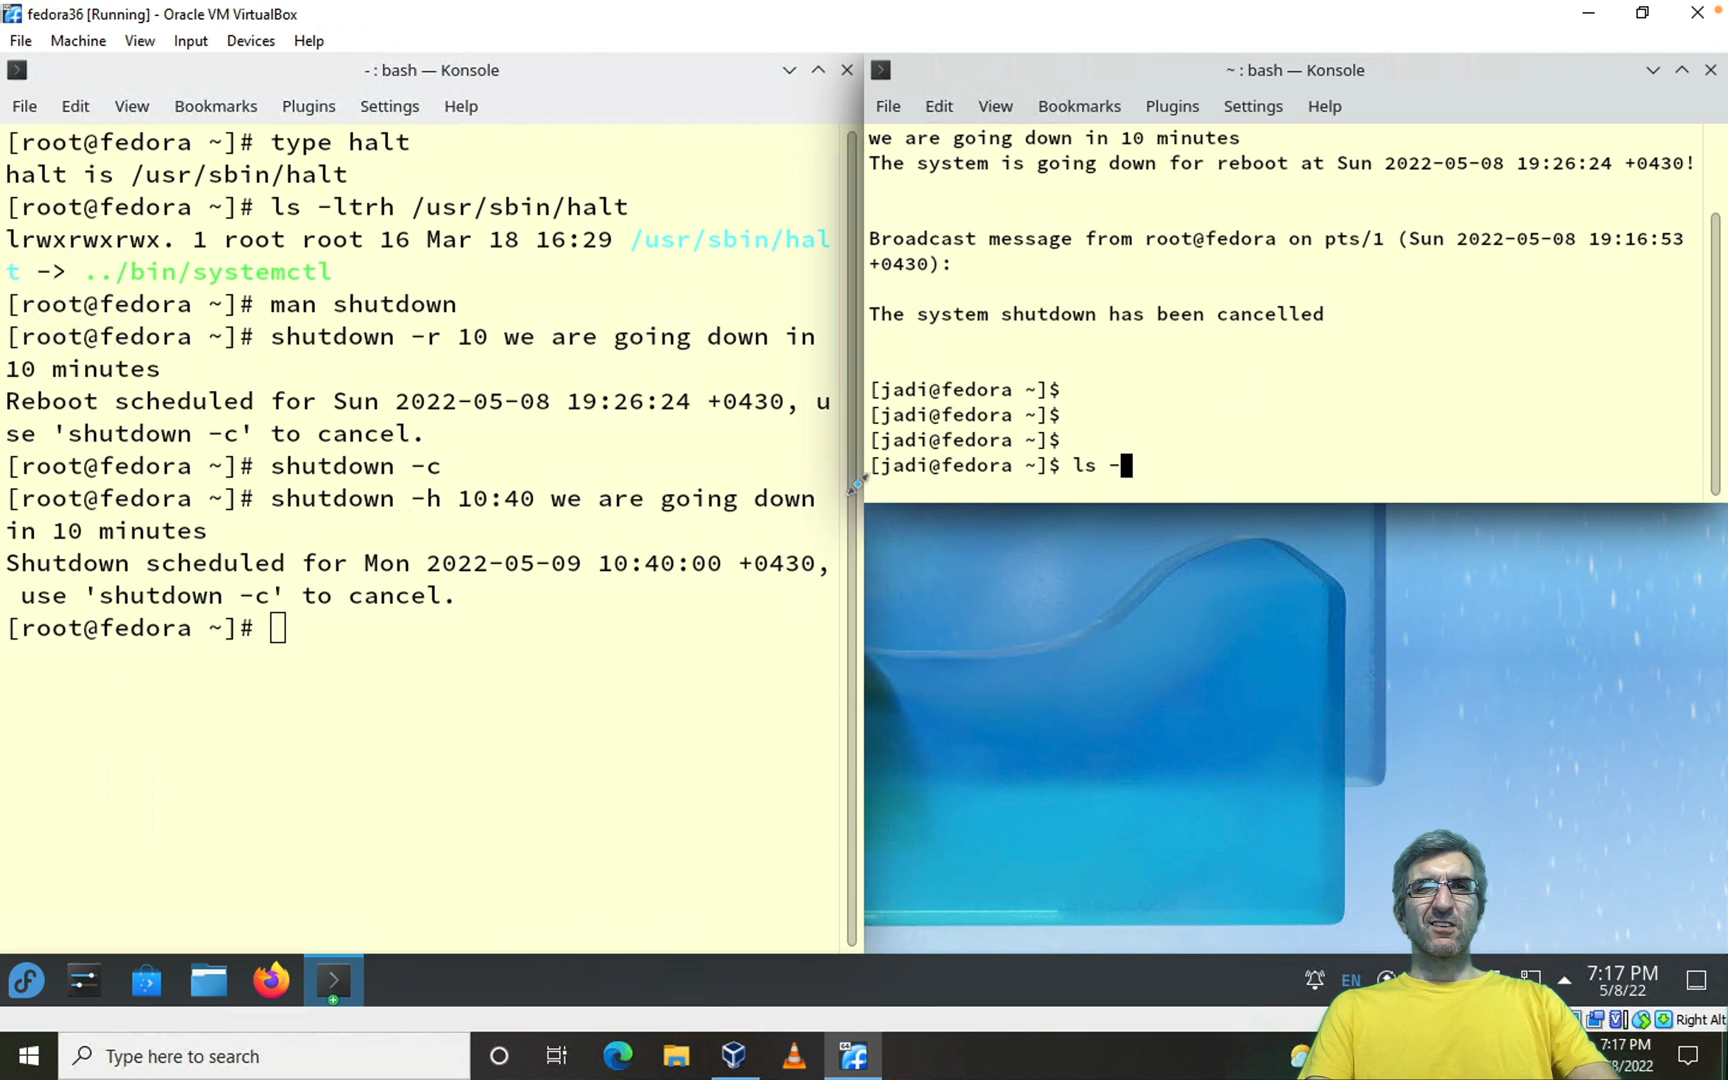 fedora36 [Running] - Oracle VM VirtualBox
File Machine View Input Devices Help
- : bash — Konsole
File Edit View Bookmarks Plugins Settings Help
[root@fedora ~]# type halt
halt is /usr/sbin/halt
[root@fedora ~]# ls -ltrh /usr/sbin/halt
lrwxrwxrwx. 1 root root 16 Mar 18 16:29 /usr/sbin/hal
t -> ../bin/systemctl
[root@fedora ~]# man shutdown
[root@fedora ~]# shutdown -r 10 we are going down in
10 minutes
Reboot scheduled for Sun 2022-05-08 19:26:24 +0430, u
se 'shutdown -c' to cancel.
[root@fedora ~]# shutdown -c
[root@fedora ~]# shutdown -h 10:40 we are going down
in 10 minutes
Shutdown scheduled for Mon 2022-05-09 10:40:00 +0430,
use 'shutdown -c' to cancel.
[root@fedora ~]#
~ : bash — Konsole
File Edit View Bookmarks Plugins Settings Help
we are going down in 10 minutes
The system is going down for reboot at Sun 2022-05-08 19:26:24 +0430!
Broadcast message from root@fedora on pts/1 (Sun 2022-05-08 19:16:53
+0430):
The system shutdown has been cancelled
[jadi@fedora ~]$
[jadi@fedora ~]$
[jadi@fedora ~]$
[jadi@fedora ~]$ ls -
EN
7:17 PM
5/8/22
Right Alt
Type here to search
64
7:17 PM
/8/2022